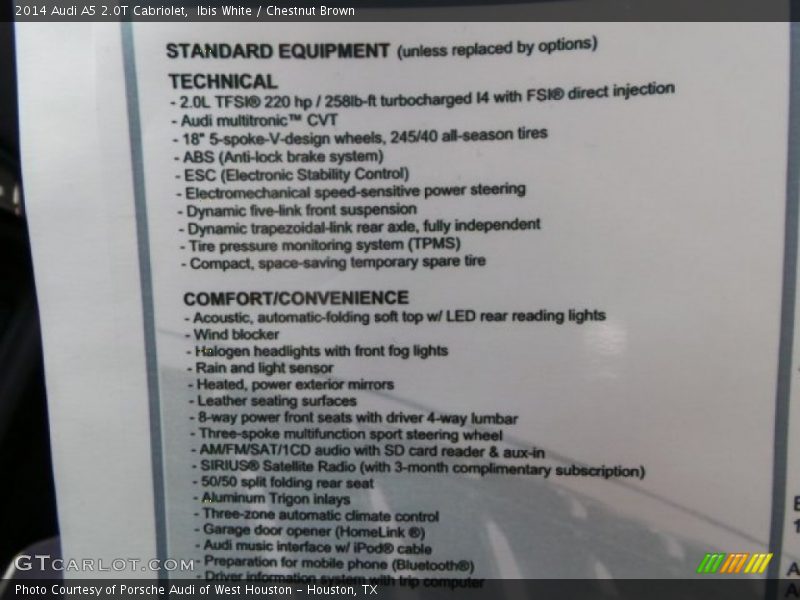 2014 Audi A5 2.0T Cabriolet,  Ibis White / Chestnut Brown
STANDARD EQUIPMENT (unless replaced by options)
TECHNICAL
- 2.0L TFSI® 220 hp / 258lb-ft turbocharged I4 with FSI® direct injection
- Audi multitronic™ CVT
- 18" 5-spoke-V-design wheels, 245/40 all-season tires
- ABS (Anti-lock brake system)
- ESC (Electronic Stability Control)
- Electromechanical speed-sensitive power steering
- Dynamic five-link front suspension
- Dynamic trapezoidal-link rear axle, fully independent
- Tire pressure monitoring system (TPMS)
- Compact, space-saving temporary spare tire
COMFORT/CONVENIENCE
- Acoustic, automatic-folding soft top w/ LED rear reading lights
- Wind blocker
- Halogen headlights with front fog lights
- Rain and light sensor
- Heated, power exterior mirrors
- Leather seating surfaces
- 8-way power front seats with driver 4-way lumbar
- Three-spoke multifunction sport steering wheel
- AM/FM/SAT/1CD audio with SD card reader & aux-in
- SIRIUS® Satellite Radio (with 3-month complimentary subscription)
- 50/50 split folding rear seat
- Aluminum Trigon inlays
- Three-zone automatic climate control
- Garage door opener (HomeLink ®)
- Audi music interface w/ iPod® cable
- Preparation for mobile phone (Bluetooth®)
- Driver information system with trip computer
GTCARLOT.COM
Photo Courtesy of Porsche Audi of West Houston - Houston, TX